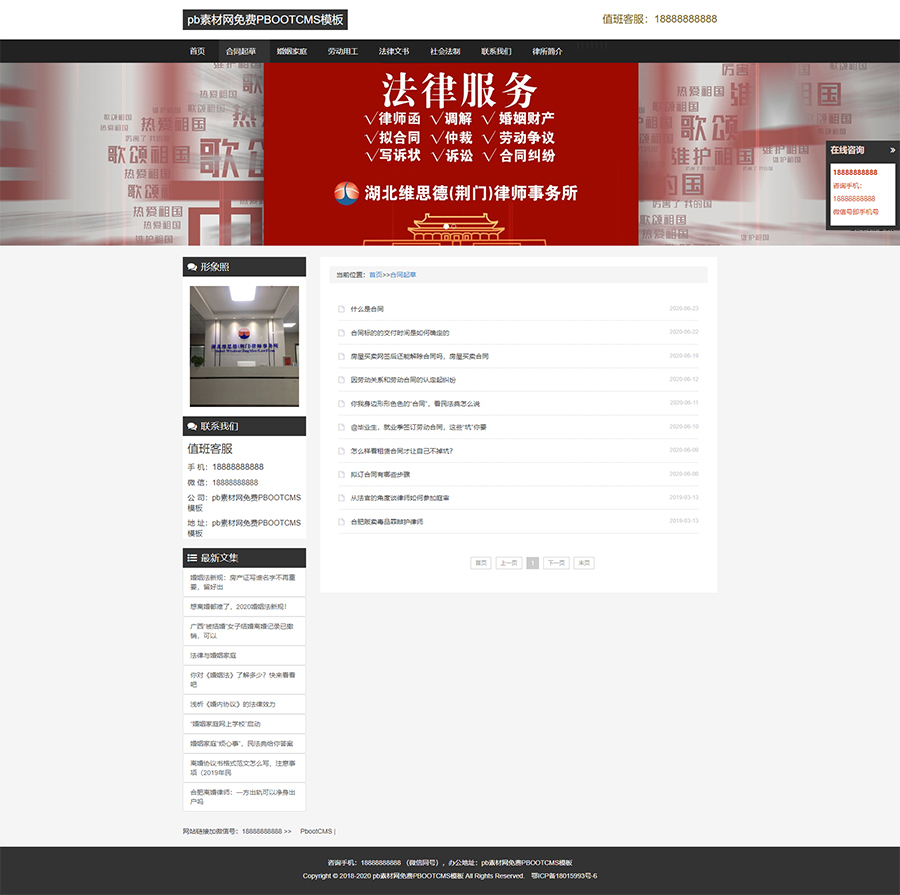 pb素材网免费PBOOTCMS模板
值班客服：18888888888
首页
合同起草
婚姻家庭
劳动用工
法律文书
社会法制
联系我们
律所简介
法律服务
√律师函 √调解 √婚姻财产
√拟合同 √仲裁 √劳动争议
√写诉状 √诉讼 √合同纠纷
湖北维思德(荆门)律师事务所
热爱祖国
歌颂祖国
维护祖国
在线咨询 »
18888888888
咨询手机：
18888888888
微信号即手机号
形象照
湖北维思德(荆门)律师事务所
联系我们
值班客服
手 机：18888888888
微 信：18888888888
公 司：pb素材网免费PBOOTCMS
模板
地 址：pb素材网免费PBOOTCMS
模板
最新文集
婚姻法新规：房产证写谁名字不再重
要，留好出
想离婚都难了，2020婚姻法新规！
广西“被结婚”女子结婚离婚记录已撤
销，可以
法律与婚姻家庭
你对《婚姻法》了解多少？快来看看
吧
浅析《婚内协议》的法律效力
“婚姻家庭网上学校”启动
婚姻家庭“烦心事”，民法典给你答案
离婚协议书格式范文怎么写、注意事
项（2019年民
合肥离婚律师：一方出轨可以净身出
户吗
当前位置：首页>>合同起草
什么是合同 2020-06-23
合同标的的交付时间是如何确定的 2020-06-22
房屋买卖网签后还能解除合同吗，房屋买卖合同 2020-06-18
因劳动关系和劳动合同的认定起纠纷 2020-06-12
你我身边形形色色的“合同”，看民法典怎么说 2020-06-11
@毕业生，就业季签订劳动合同，这些“坑”你要 2020-06-10
怎么样看租赁合同才让自己不掉坑？ 2020-06-09
拟订合同有哪些步骤 2020-06-08
从法官的角度谈律师如何参加庭审 2019-03-13
合肥贩卖毒品罪辩护律师 2019-03-13
首页 上一页 1 下一页 末页
网站链接加微信号：18888888888 >> PbootCMS |
咨询手机：18888888888 （微信同号），办公地址：pb素材网免费PBOOTCMS模板
Copyright © 2018-2020 pb素材网免费PBOOTCMS模板 All Rights Reserved. 鄂ICP备18015993号-6